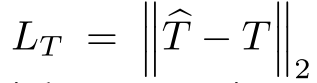 $L_T = \left\| \widehat{T} - T \right\|_2$